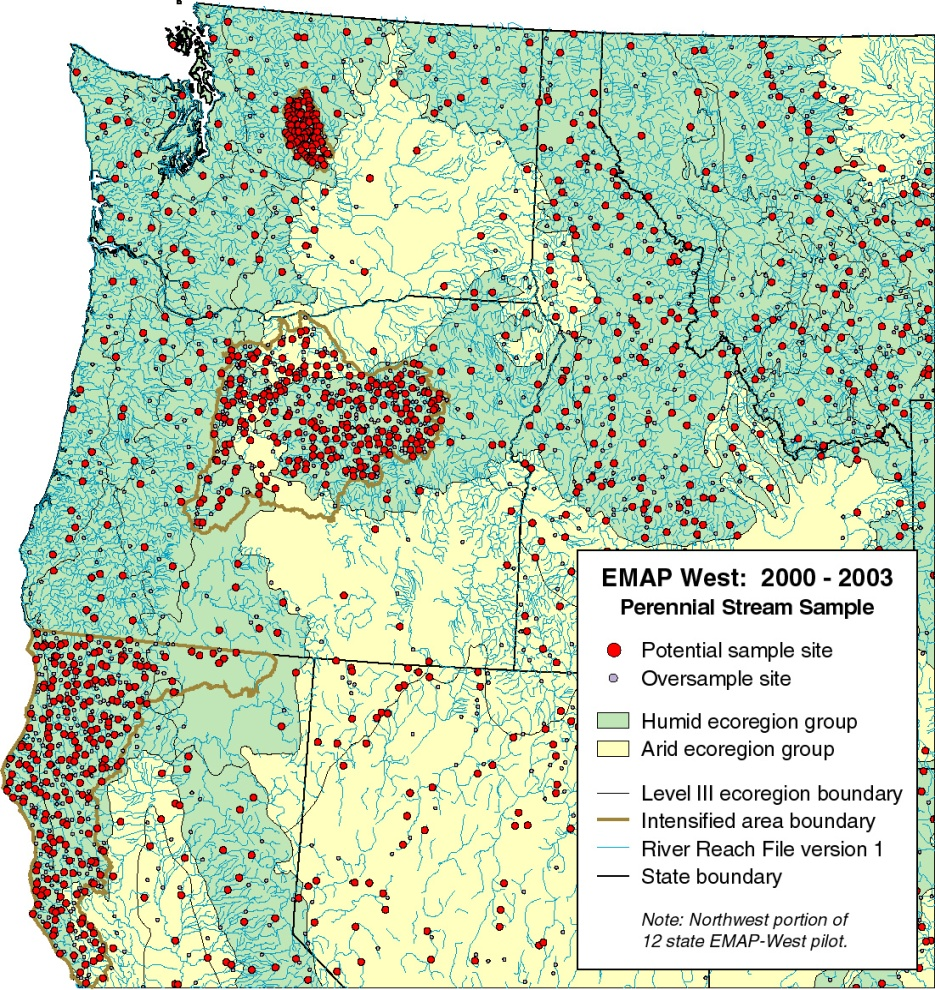 EMAP West: 2000 - 2003
Perennial Stream Sample
Potential sample site
Oversample site
Humid ecoregion group
Arid ecoregion group
Level III ecoregion boundary
Intensified area boundary
River Reach File version 1
State boundary
Note: Northwest portion of
12 state EMAP-West pilot.